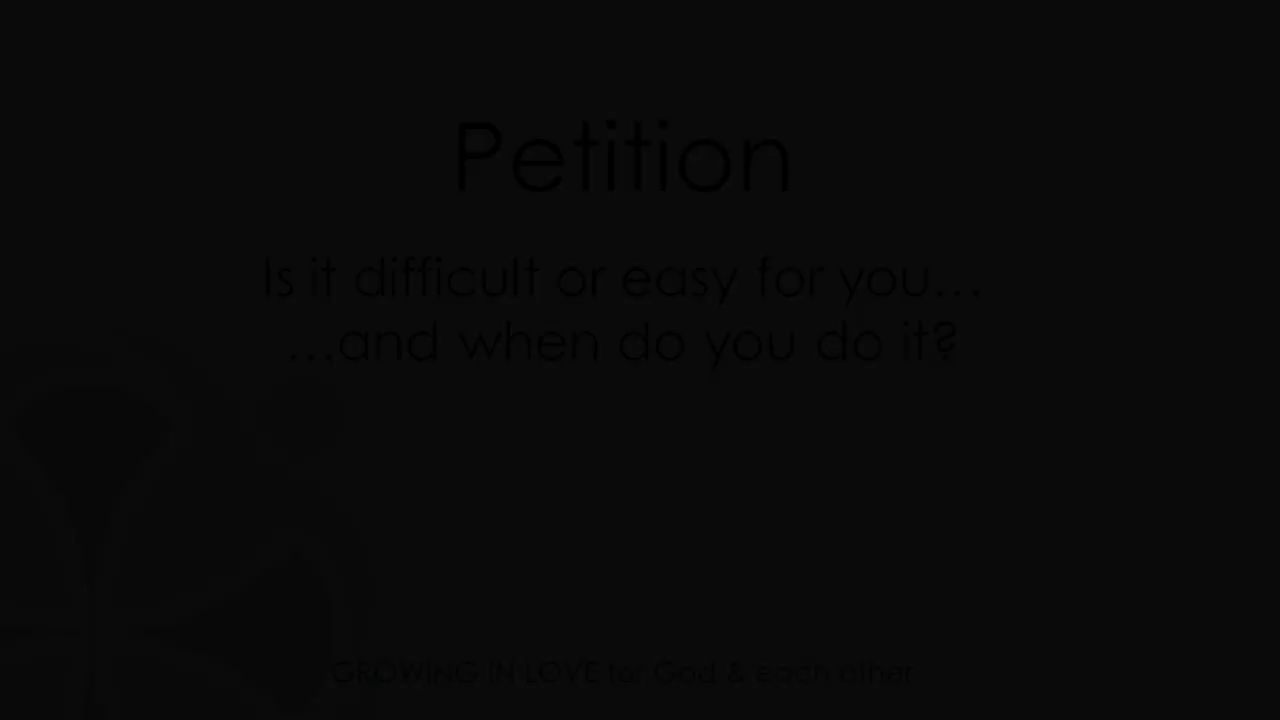 Petition
Is it difficult or easy for you...
...and when do you do it?
GROWING IN LOVE for God & each other